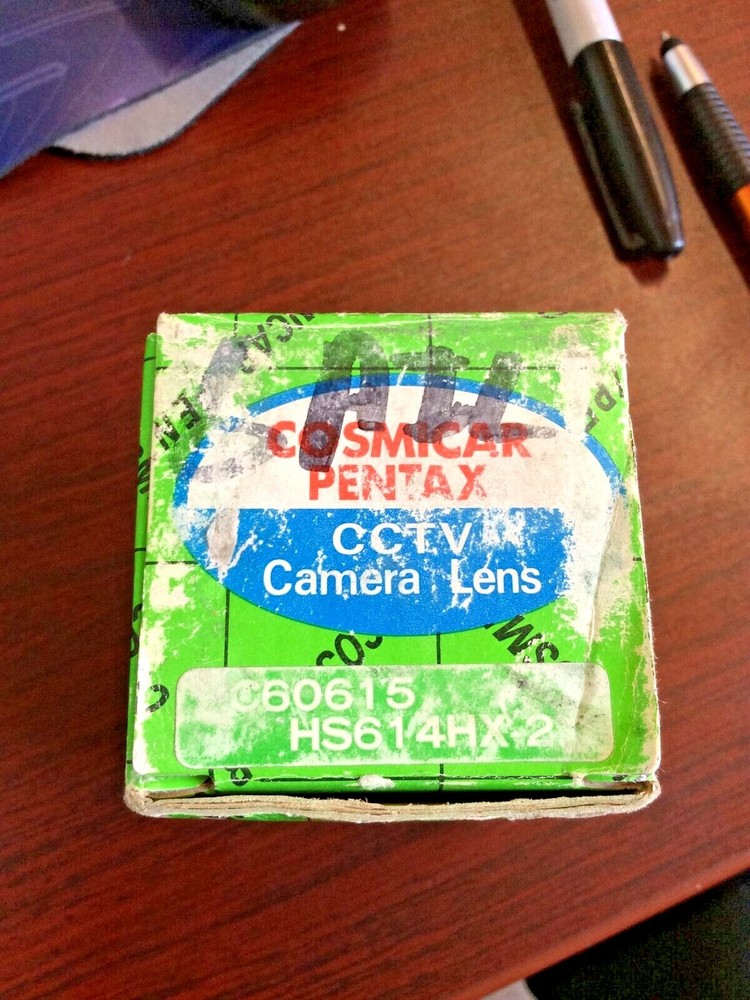 COSMICAR
PENTAX
CCTV
Camera Lens
C60615
HS614HX-2